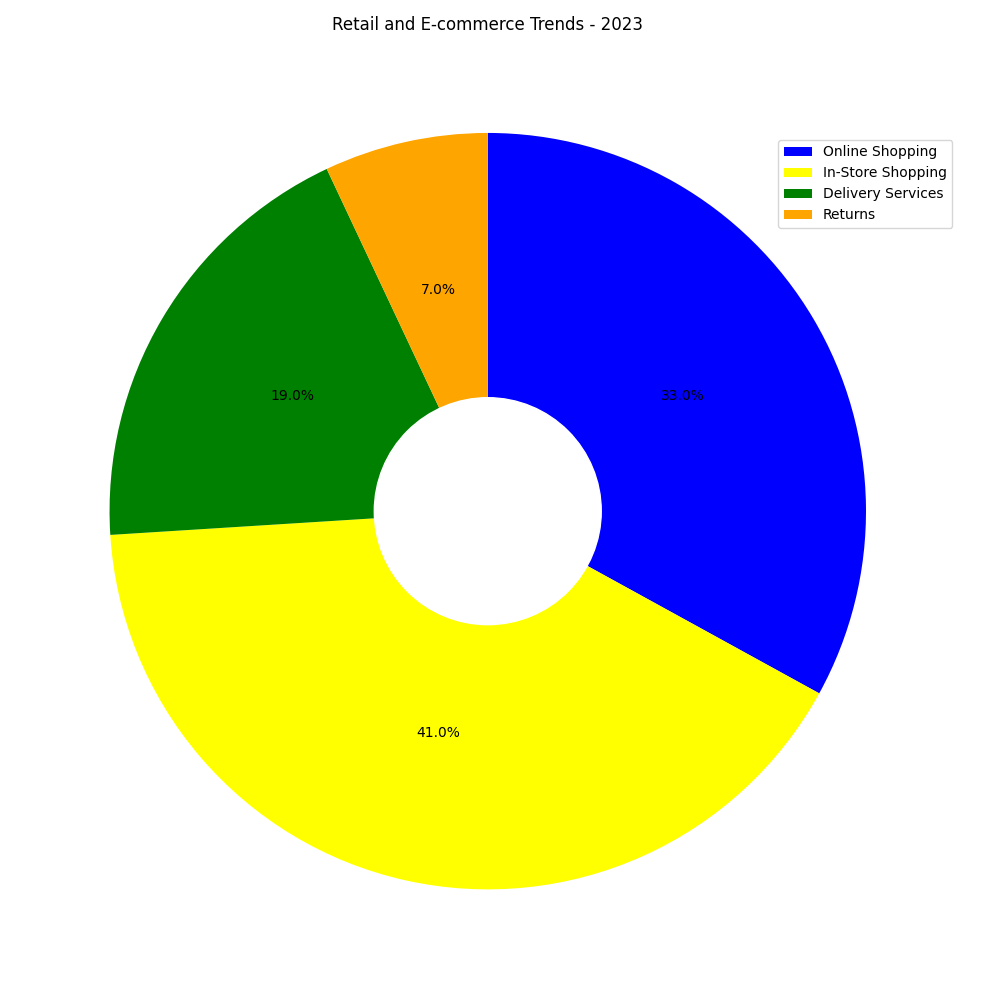 Retail and E-commerce Trends - 2023
Online Shopping
In-Store Shopping
Delivery Services
Returns
7.0%
19.0%
33.0%
41.0%